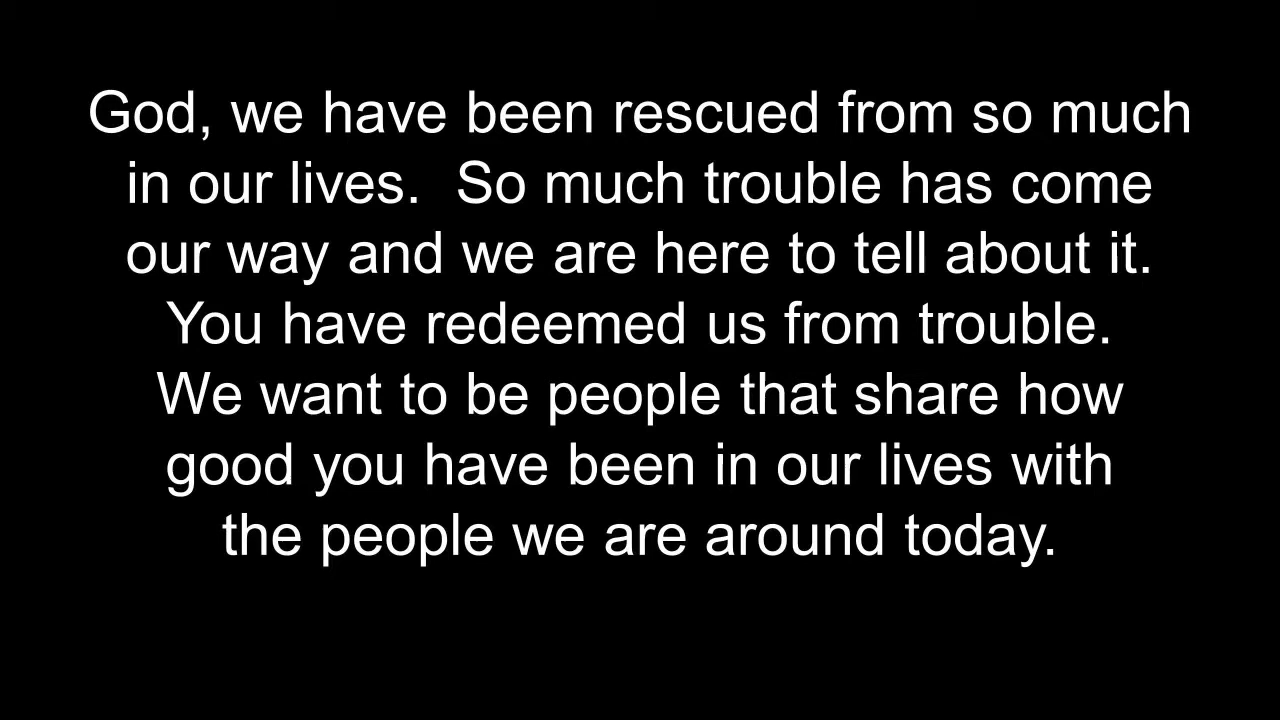 God, we have been rescued from so much
in our lives.  So much trouble has come
our way and we are here to tell about it.
You have redeemed us from trouble.
We want to be people that share how
good you have been in our lives with
the people we are around today.